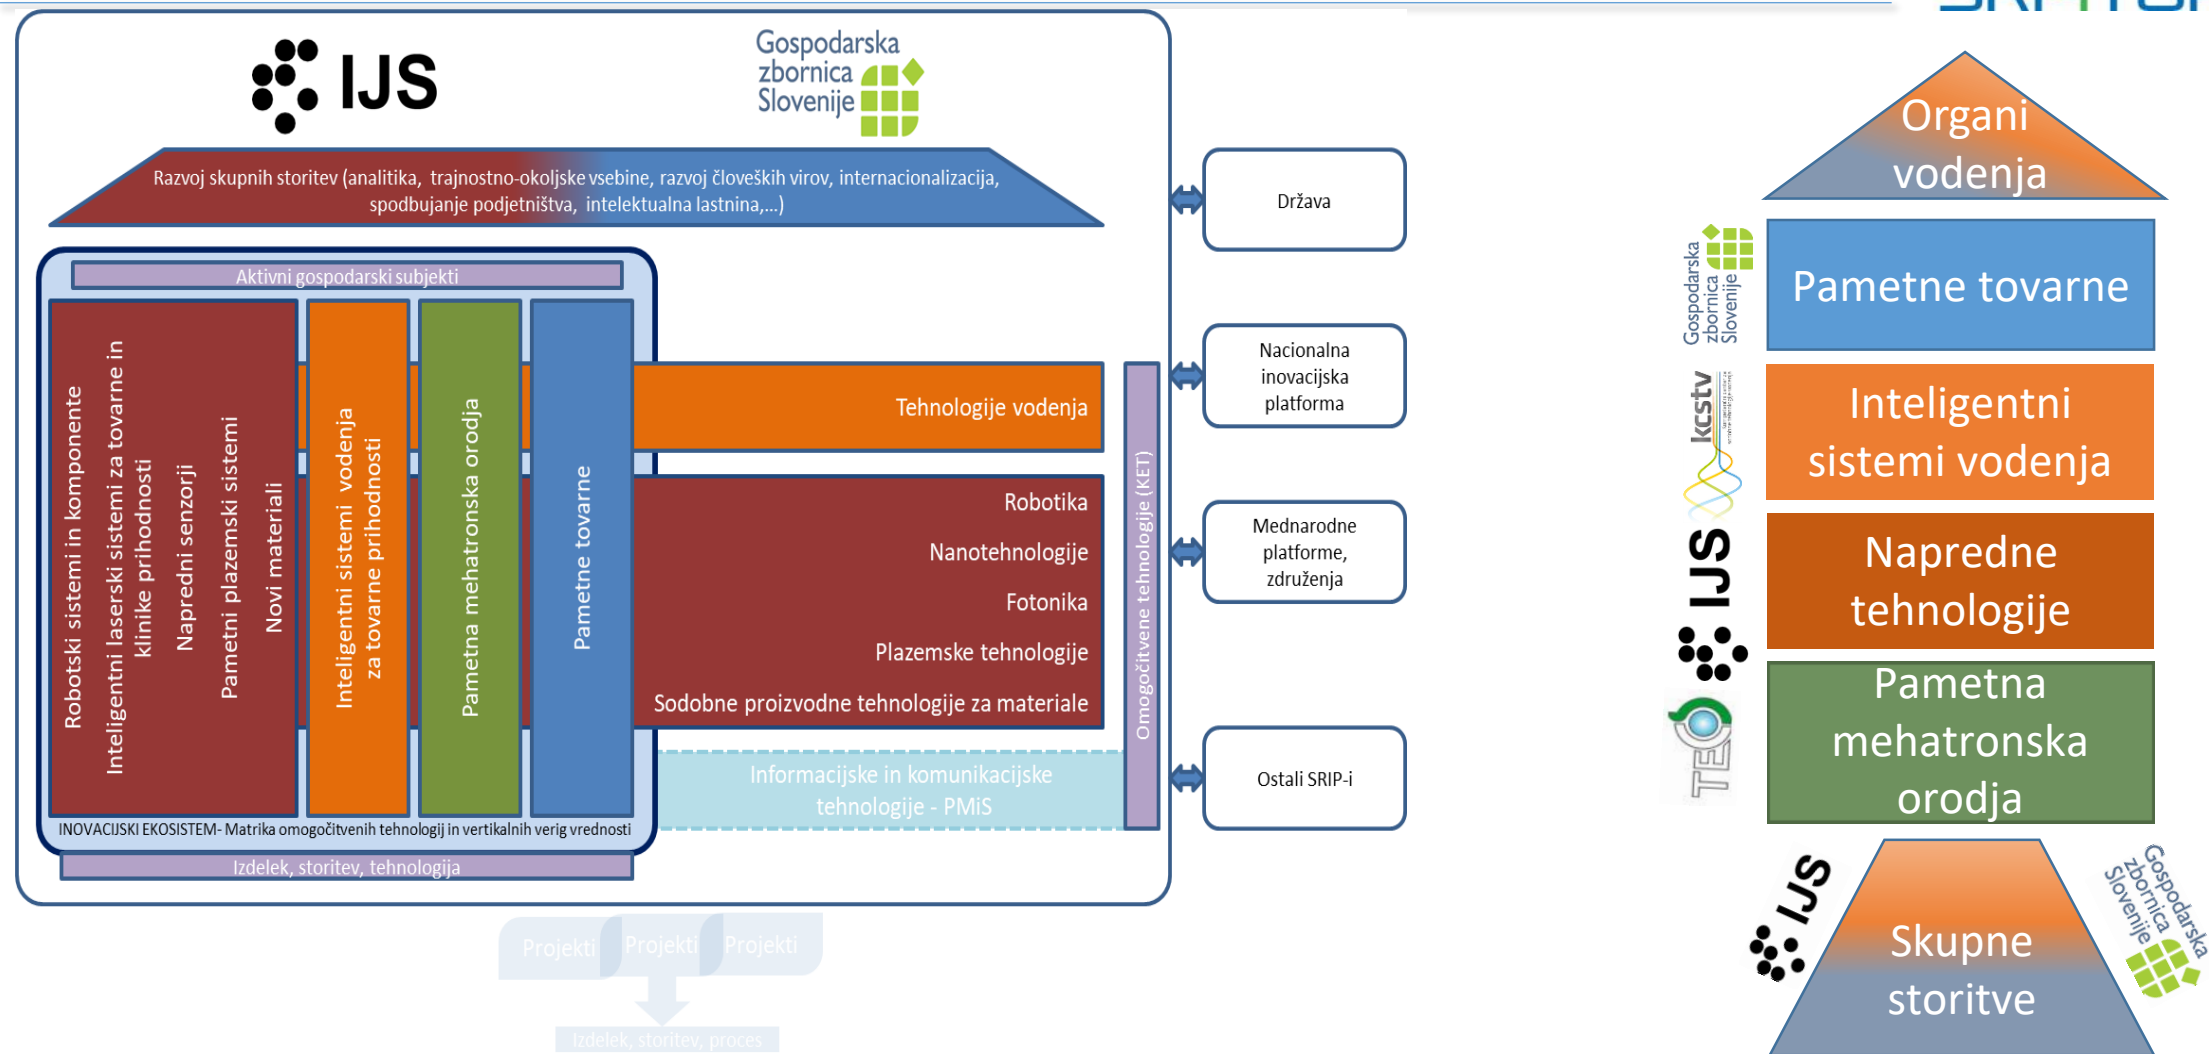 IJS
Gospodarska
zbornica
Slovenije
Razvoj skupnih storitev (analitika, trajnostno-okoljske vsebine, razvoj človeških virov, internacionalizacija,
spodbujanje podjetništva, intelektualna lastnina,...)
Aktivni gospodarski subjekti
Robotski sistemi in komponente
Inteligentni laserski sistemi za tovarne in
klinike prihodnosti
Napredni senzorji
Pametni plazemski sistemi
Novi materiali
Inteligentni sistemi vodenja
za tovarne prihodnosti
Pametna mehatronska orodja
Pametne tovarne
Tehnologije vodenja
Robotika
Nanotehnologije
Fotonika
Plazemske tehnologije
Sodobne proizvodne tehnologije za materiale
Informacijske in komunikacijske
tehnologije - PMiS
Omogočitvene tehnologije (KET)
INOVACIJSKI EKOSISTEM- Matrika omogočitvenih tehnologij in vertikalnih verig vrednosti
Izdelek, storitev, tehnologija
Projekti
Projekti
Projekti
Izdelek, storitev, proces
Država
Nacionalna
inovacijska
platforma
Mednarodne
platforme,
združenja
Ostali SRIP-i
Organi
vodenja
Gospodarska
zbornica
Slovenije
Pametne tovarne
kcstv
Inteligentni
sistemi vodenja
IJS
Napredne
tehnologije
TECS
Pametna
mehatronska
orodja
IJS
Skupne
storitve
Gospodarska
zbornica
Slovenije